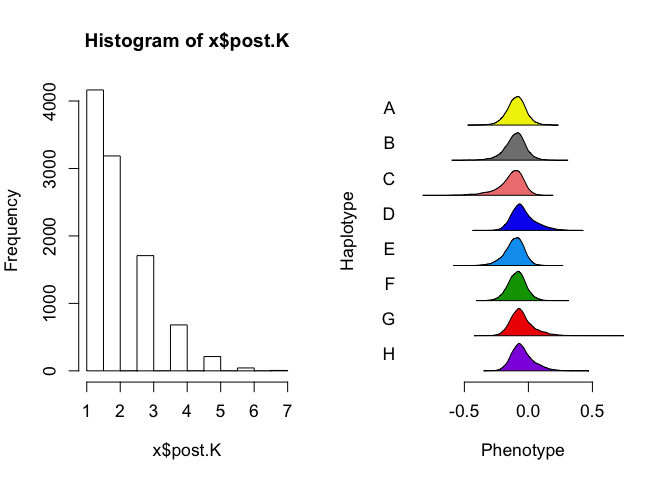 Histogram of x$post.K
Frequency
0
1000
2000
3000
4000
1 2 3 4 5 6 7
x$post.K
Haplotype
A
B
C
D
E
F
G
H
-0.5 0.0 0.5
Phenotype